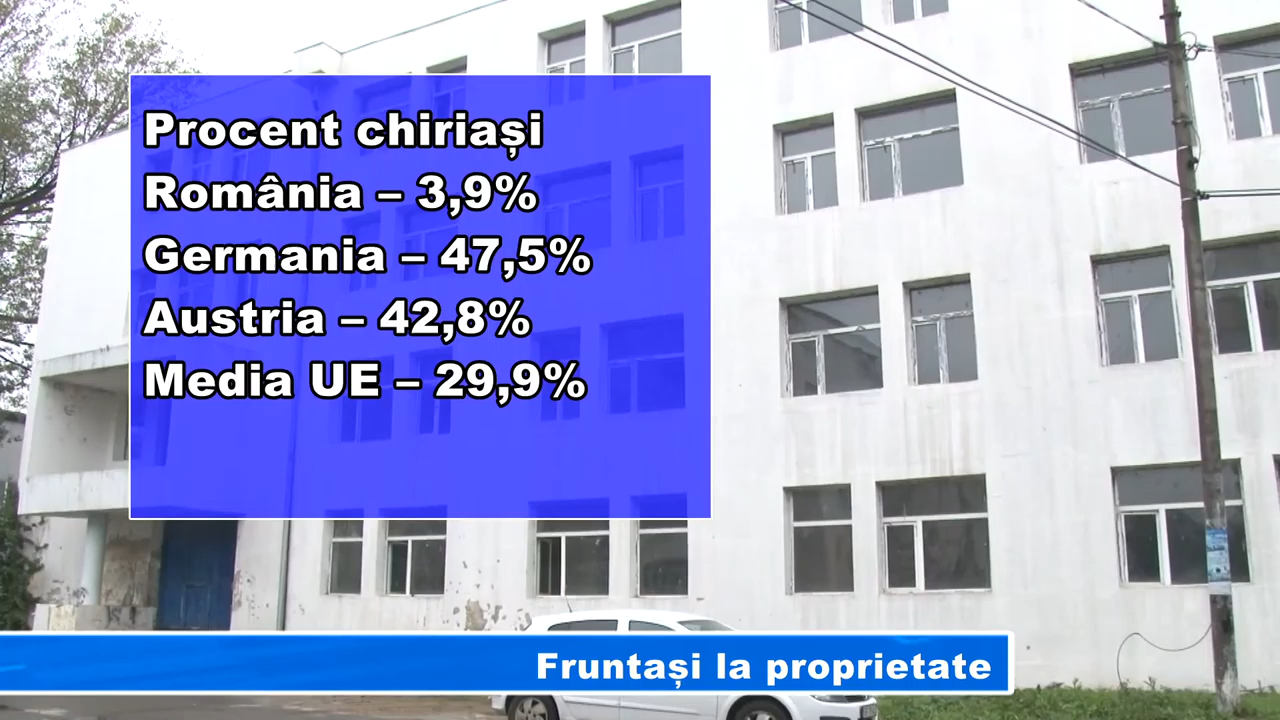 Procent chiriași
România – 3,9%
Germania – 47,5%
Austria – 42,8%
Media UE – 29,9%
Fruntași la proprietate